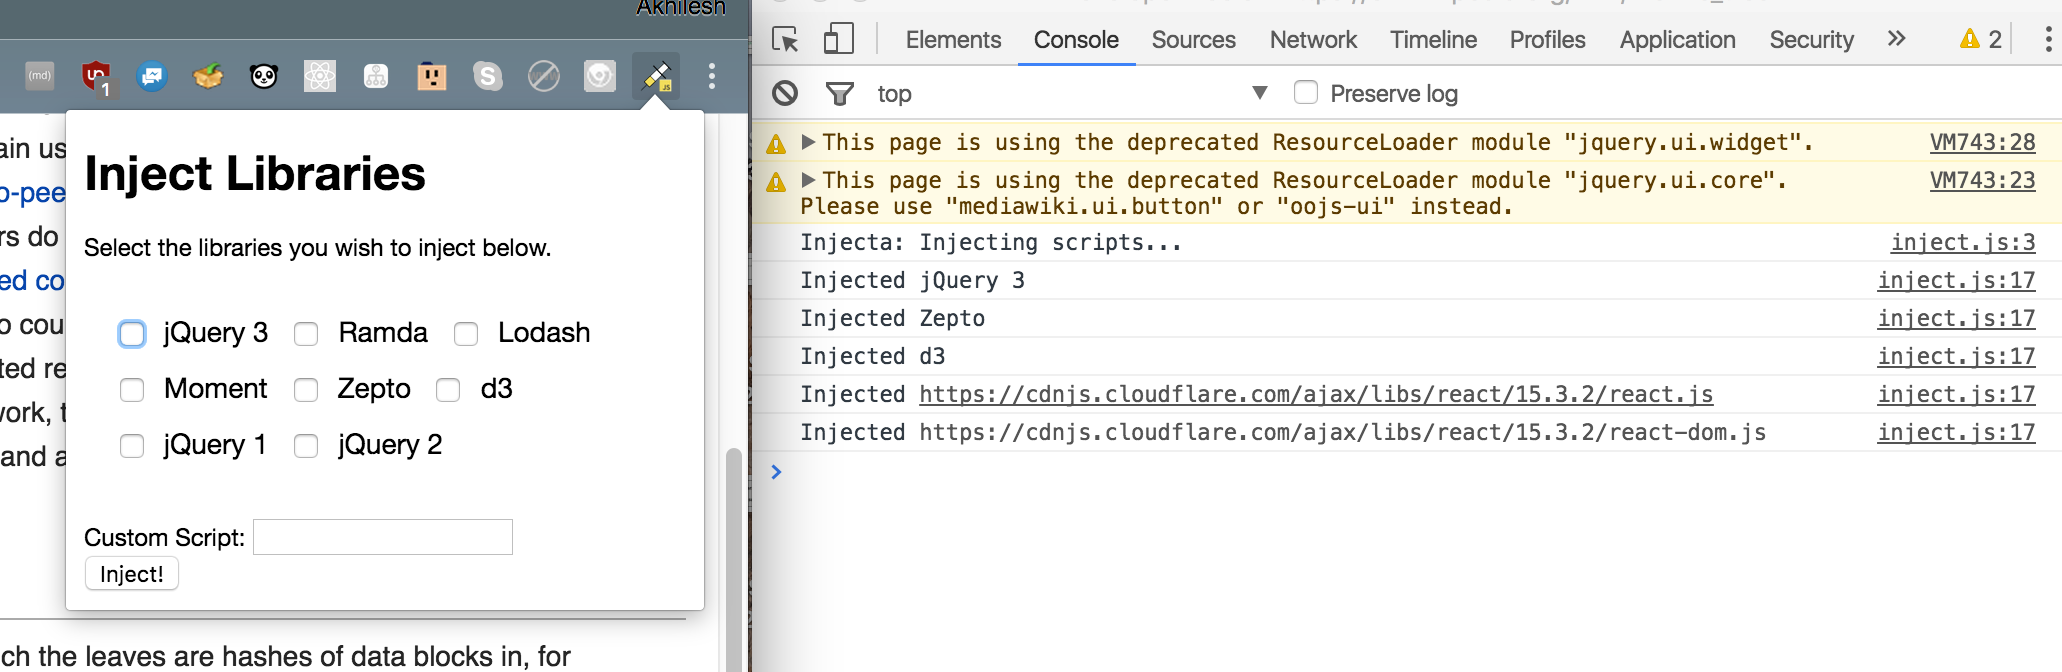 Akhilesh
(md)
1
S
JS
ain us
o-pee
rs do
ed co
o cou
ted re
work, t
and a
Inject Libraries
Select the libraries you wish to inject below.
jQuery 3 Ramda Lodash
Moment Zepto d3
jQuery 1 jQuery 2
Custom Script:
Inject!
ch the leaves are hashes of data blocks in, for
Elements Console Sources Network Timeline Profiles Application Security » 2
top ▼ Preserve log
This page is using the deprecated ResourceLoader module "jquery.ui.widget". VM743:28
This page is using the deprecated ResourceLoader module "jquery.ui.core". VM743:23
Please use "mediawiki.ui.button" or "oojs-ui" instead.
Injecta: Injecting scripts... inject.js:3
Injected jQuery 3 inject.js:17
Injected Zepto inject.js:17
Injected d3 inject.js:17
Injected https://cdnjs.cloudflare.com/ajax/libs/react/15.3.2/react.js inject.js:17
Injected https://cdnjs.cloudflare.com/ajax/libs/react/15.3.2/react-dom.js inject.js:17